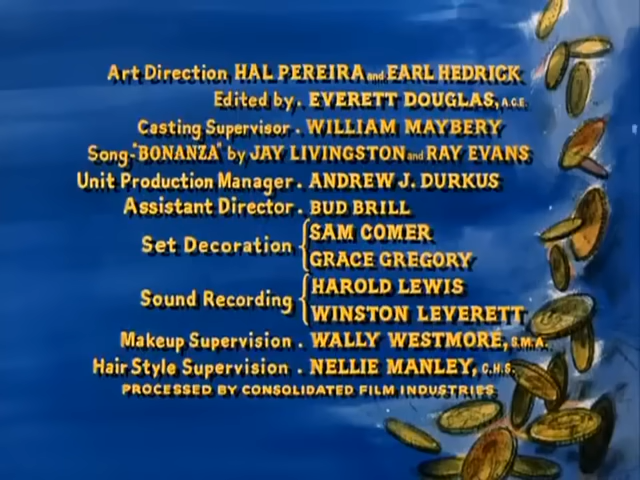 Art Direction HAL PEREIRA and EARL HEDRICK
Edited by. EVERETT DOUGLAS, A.C.E.
Casting Supervisor. WILLIAM MAYBERY
Song-"BONANZA" by JAY LIVINGSTON and RAY EVANS
Unit Production Manager. ANDREW J. DURKUS
Assistant Director. BUD BRILL
Set Decoration { SAM COMER
GRACE GREGORY
Sound Recording { HAROLD LEWIS
WINSTON LEVERETT
Makeup Supervision. WALLY WESTMORE, S.M.A.
Hair Style Supervision. NELLIE MANLEY, C.H.S.
PROCESSED BY CONSOLIDATED FILM INDUSTRIES